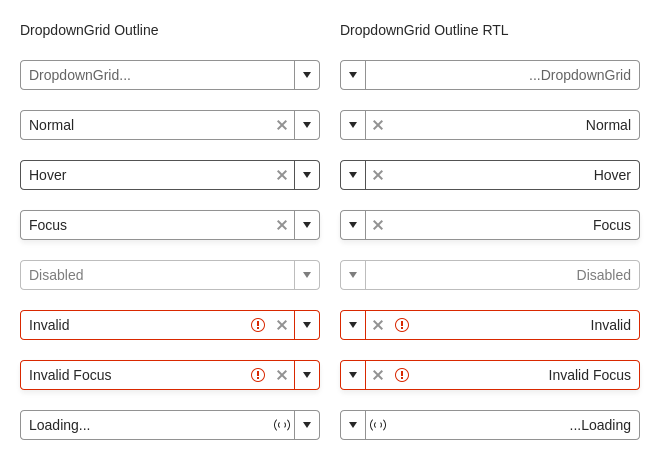 DropdownGrid Outline
DropdownGrid Outline RTL
DropdownGrid...
...DropdownGrid
Normal
Normal
Hover
Hover
Focus
Focus
Disabled
Disabled
Invalid
Invalid
Invalid Focus
Invalid Focus
Loading...
...Loading